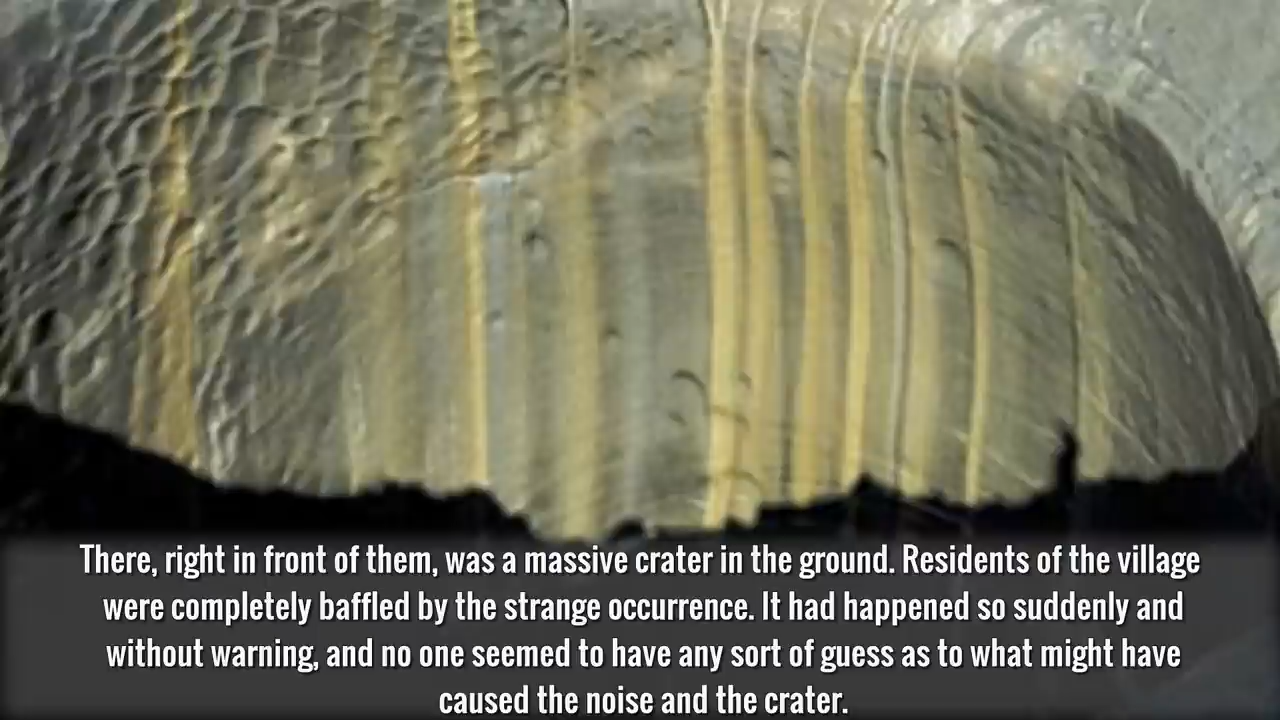 There, right in front of them, was a massive crater in the ground. Residents of the village
were completely baffled by the strange occurrence. It had happened so suddenly and
without warning, and no one seemed to have any sort of guess as to what might have
caused the noise and the crater.